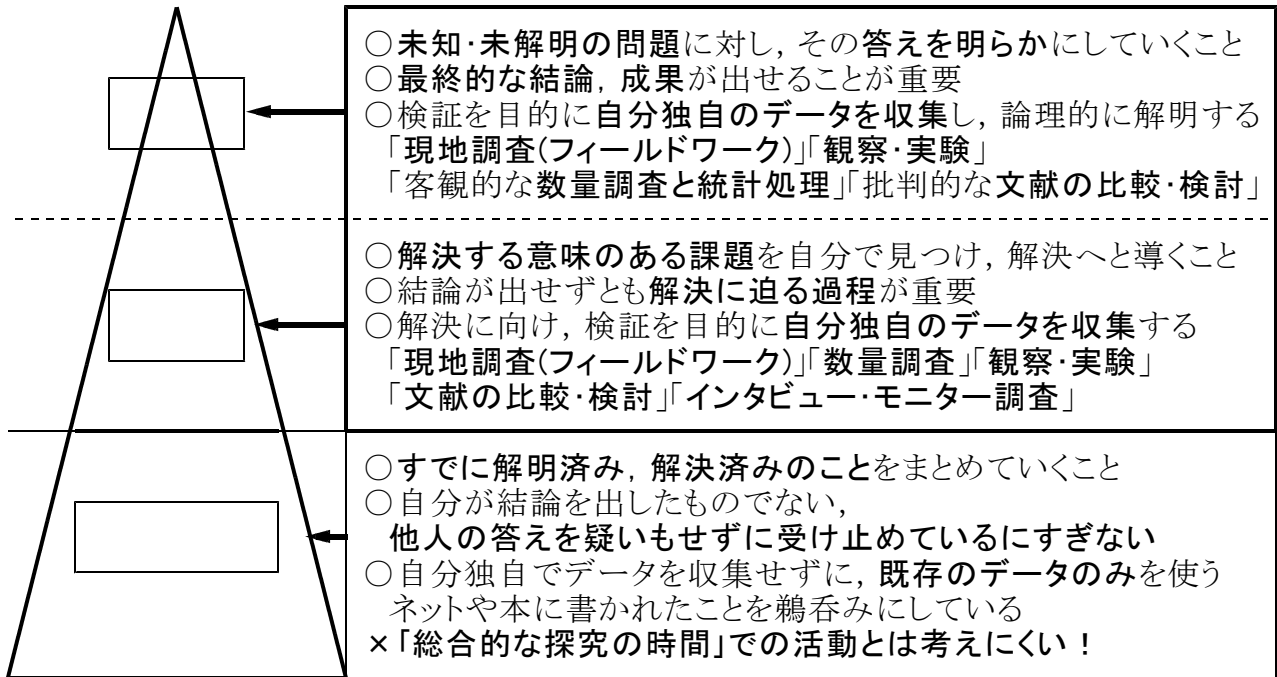 ○未知・未解明の問題に対し，その答えを明らかにしていくこと
○最終的な結論，成果が出せることが重要
○検証を目的に自分独自のデータを収集し，論理的に解明する
「現地調査(フィールドワーク)」「観察・実験」
「客観的な数量調査と統計処理」「批判的な文献の比較・検討」
○解決する意味のある課題を自分で見つけ，解決へと導くこと
○結論が出せずとも解決に迫る過程が重要
○解決に向け，検証を目的に自分独自のデータを収集する
「現地調査(フィールドワーク)」「数量調査」「観察・実験」
「文献の比較・検討」「インタビュー・モニター調査」
○すでに解明済み，解決済みのことをまとめていくこと
○自分が結論を出したものでない，
他人の答えを疑いもせずに受け止めているにすぎない
○自分独自でデータを収集せずに，既存のデータのみを使う
ネットや本に書かれたことを鵜呑みにしている
×「総合的な探究の時間」での活動とは考えにくい！